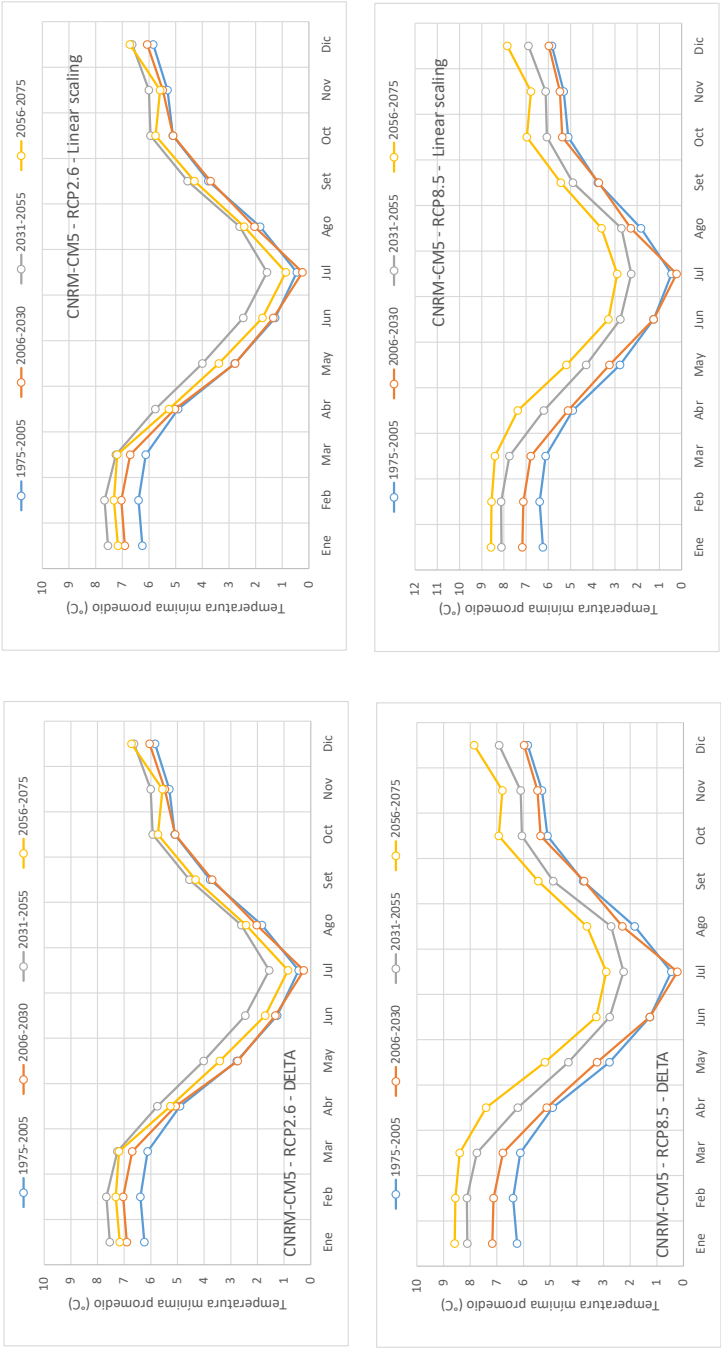 1975-2005 2006-2030 2031-2055 2056-2075
Temperatura mínima promedio (°C)
10
9
8
7
6
5
4
3
2
1
0
CNRM-CM5 - RCP2.6 - DELTA
Ene Feb Mar Abr May Jun Jul Ago Set Oct Nov Dic
1975-2005 2006-2030 2031-2055 2056-2075
CNRM-CM5 - RCP2.6 - Linear scaling
Temperatura mínima promedio (°C)
10
9
8
7
6
5
4
3
2
1
0
Ene Feb Mar Abr May Jun Jul Ago Set Oct Nov Dic
1975-2005 2006-2030 2031-2055 2056-2075
Temperatura mínima promedio (°C)
10
9
8
7
6
5
4
3
2
1
0
CNRM-CM5 - RCP8.5 - DELTA
Ene Feb Mar Abr May Jun Jul Ago Set Oct Nov Dic
1975-2005 2006-2030 2031-2055 2056-2075
CNRM-CM5 - RCP8.5 - Linear scaling
Temperatura mínima promedio (°C)
12
11
10
9
8
7
6
5
4
3
2
1
0
Ene Feb Mar Abr May Jun Jul Ago Set Oct Nov Dic